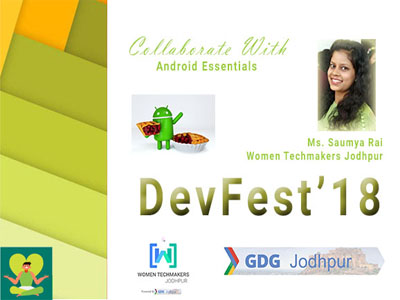 Collaborate With
Android Essentials
Ms. Saumya Rai
Women Techmakers Jodhpur
DevFest'18
WOMEN TECHMAKERS
JODHPUR
GDG Jodhpur